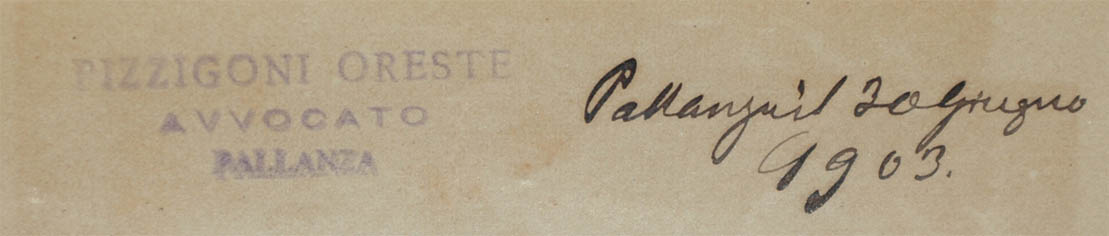 PIZZIGONI ORESTE
AVVOCATO
PALLANZA
Pallanza il 30 Giugno
1903.